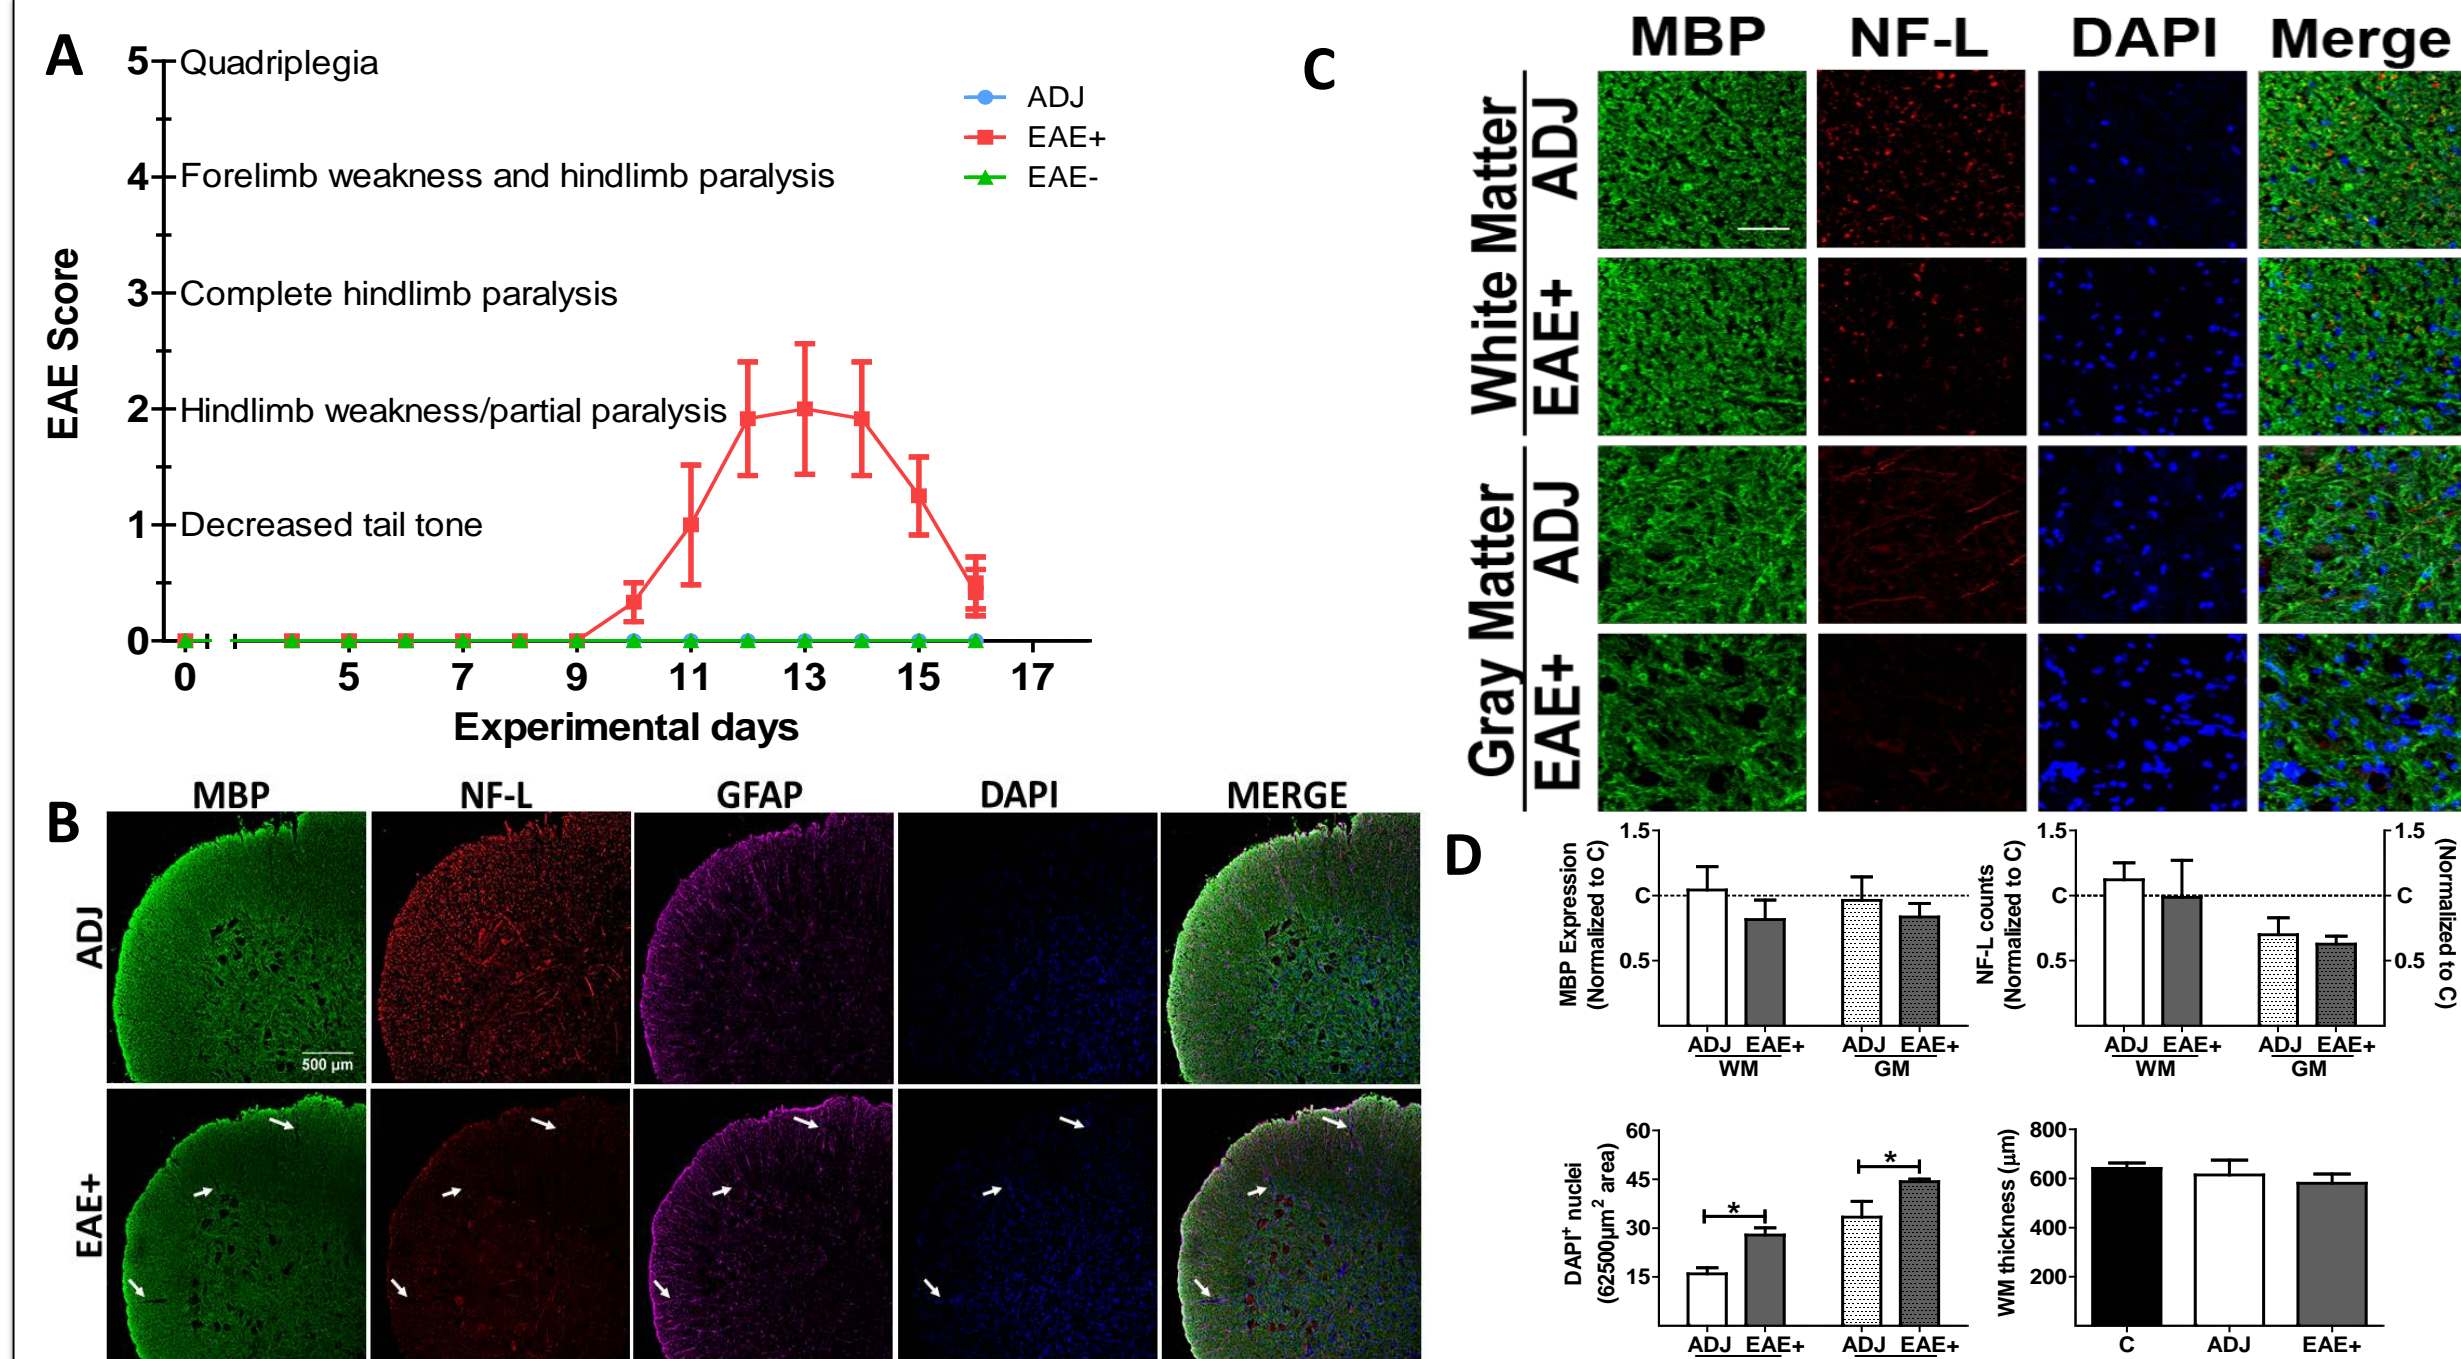 A
5 Quadriplegia
4 Forelimb weakness and hindlimb paralysis
3 Complete hindlimb paralysis
2 Hindlimb weakness/partial paralysis
1 Decreased tail tone
0
EAE Score
ADJ
EAE+
EAE-
0 5 7 9 11 13 15 17
Experimental days
B
MBP NF-L GFAP DAPI MERGE
ADJ
500 µm
EAE+
C
MBP NF-L DAPI Merge
White Matter
ADJ
EAE+
Gray Matter
ADJ
EAE+
D
MBP Expression
(Normalized to C)
1.5
C
0.5
ADJ EAE+ ADJ EAE+
WM GM
NF-L counts
(Normalized to C)
1.5
C
0.5
1.5
C
0.5
(Normalized to C)
ADJ EAE+ ADJ EAE+
WM GM
DAPI⁺ nuclei
(62500µm² area)
60
45
30
15
* *
ADJ EAE+ ADJ EAE+
WM thickness (µm)
800
600
400
200
C ADJ EAE+